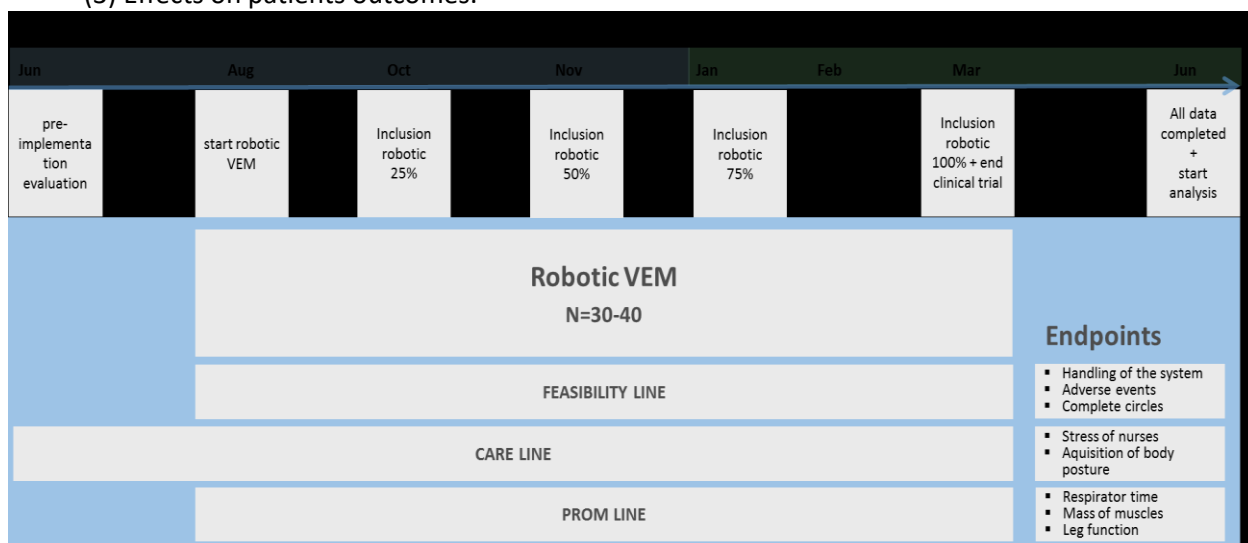 (3) Effects on patients outcomes.
Jun Aug Oct Nov Jan Feb Mar Jun
pre-
implementa
tion
evaluation
start robotic
VEM
Inclusion
robotic
25%
Inclusion
robotic
50%
Inclusion
robotic
75%
Inclusion
robotic
100% + end
clinical trial
All data
completed
+
start
analysis
Robotic VEM
N=30-40
Endpoints
FEASIBILITY LINE
▪ Handling of the system
▪ Adverse events
▪ Complete circles
CARE LINE
▪ Stress of nurses
▪ Aquisition of body
posture
PROM LINE
▪ Respirator time
▪ Mass of muscles
▪ Leg function